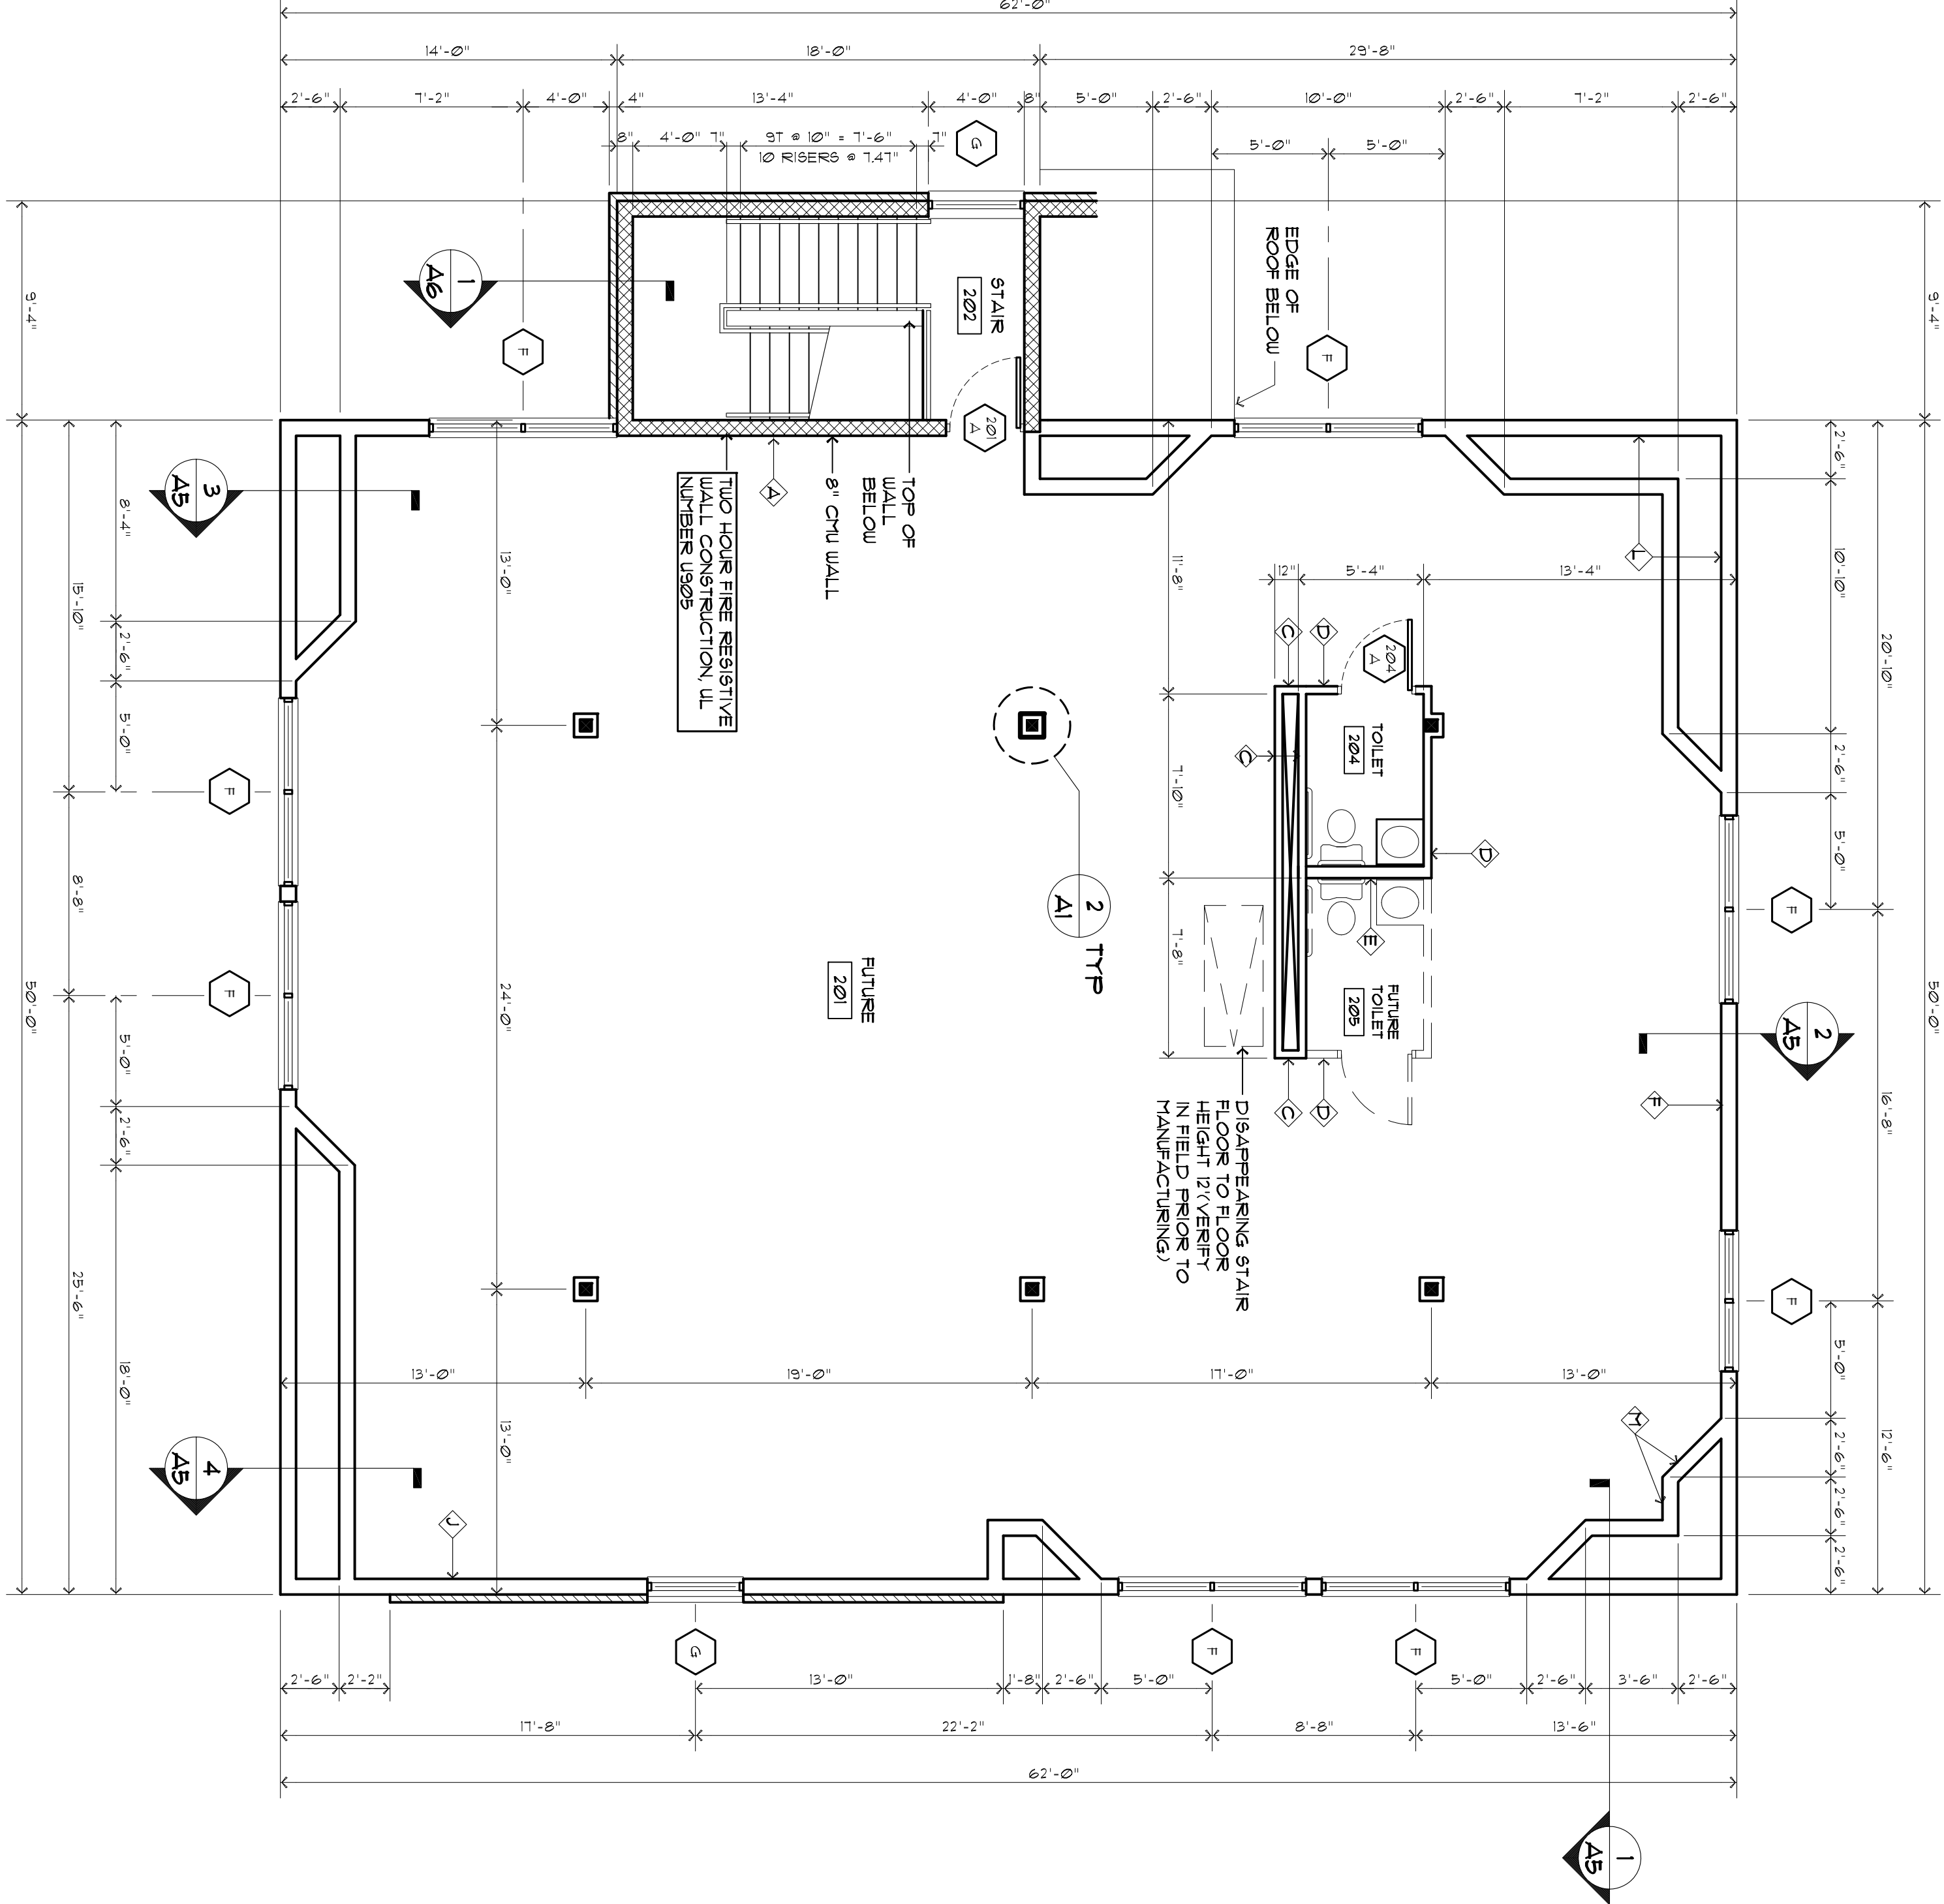 62'-0"
14'-0"
18'-0"
29'-8"
2'-6"
7'-2"
4'-0"
4"
13'-4"
4'-0"
8"
5'-0"
2'-6"
10'-0"
2'-6"
7'-2"
2'-6"
8"
4'-0"
7"
9T @ 10" = 7'-6"
7"
10 RISERS @ 7.47"
G
5'-0"
5'-0"
9'-4"
9'-4"
1
A6
F
STAIR
202
EDGE OF
ROOF BELOW
F
201
A
3
A5
8'-4"
2'-6"
5'-0"
15'-10"
8'-8"
50'-0"
5'-0"
2'-6"
18'-0"
25'-6"
13'-0"
24'-0"
13'-0"
TWO HOUR FIRE RESISTIVE
WALL CONSTRUCTION, UL
NUMBER U905
A
8" CMU WALL
TOP OF
WALL
BELOW
11'-8"
7'-10"
7'-8"
12"
5'-4"
13'-4"
L
C
D
204
A
TOILET
204
C
D
E
FUTURE
TOILET
205
C
D
2
A1
TYP
FUTURE
201
DISAPPEARING STAIR
FLOOR TO FLOOR
HEIGHT 12'(VERIFY
IN FIELD PRIOR TO
MANUFACTURING)
2'-6"
10'-10"
2'-6"
5'-0"
20'-10"
16'-8"
12'-6"
50'-0"
5'-0"
2'-6"
2'-6"
2'-6"
F
2
A5
F
F
F
F
M
13'-0"
19'-0"
17'-0"
13'-0"
4
A5
J
G
F
F
2'-6"
2'-2"
13'-0"
1'-8"
2'-6"
5'-0"
5'-0"
2'-6"
3'-6"
2'-6"
17'-8"
22'-2"
8'-8"
13'-6"
62'-0"
1
A5